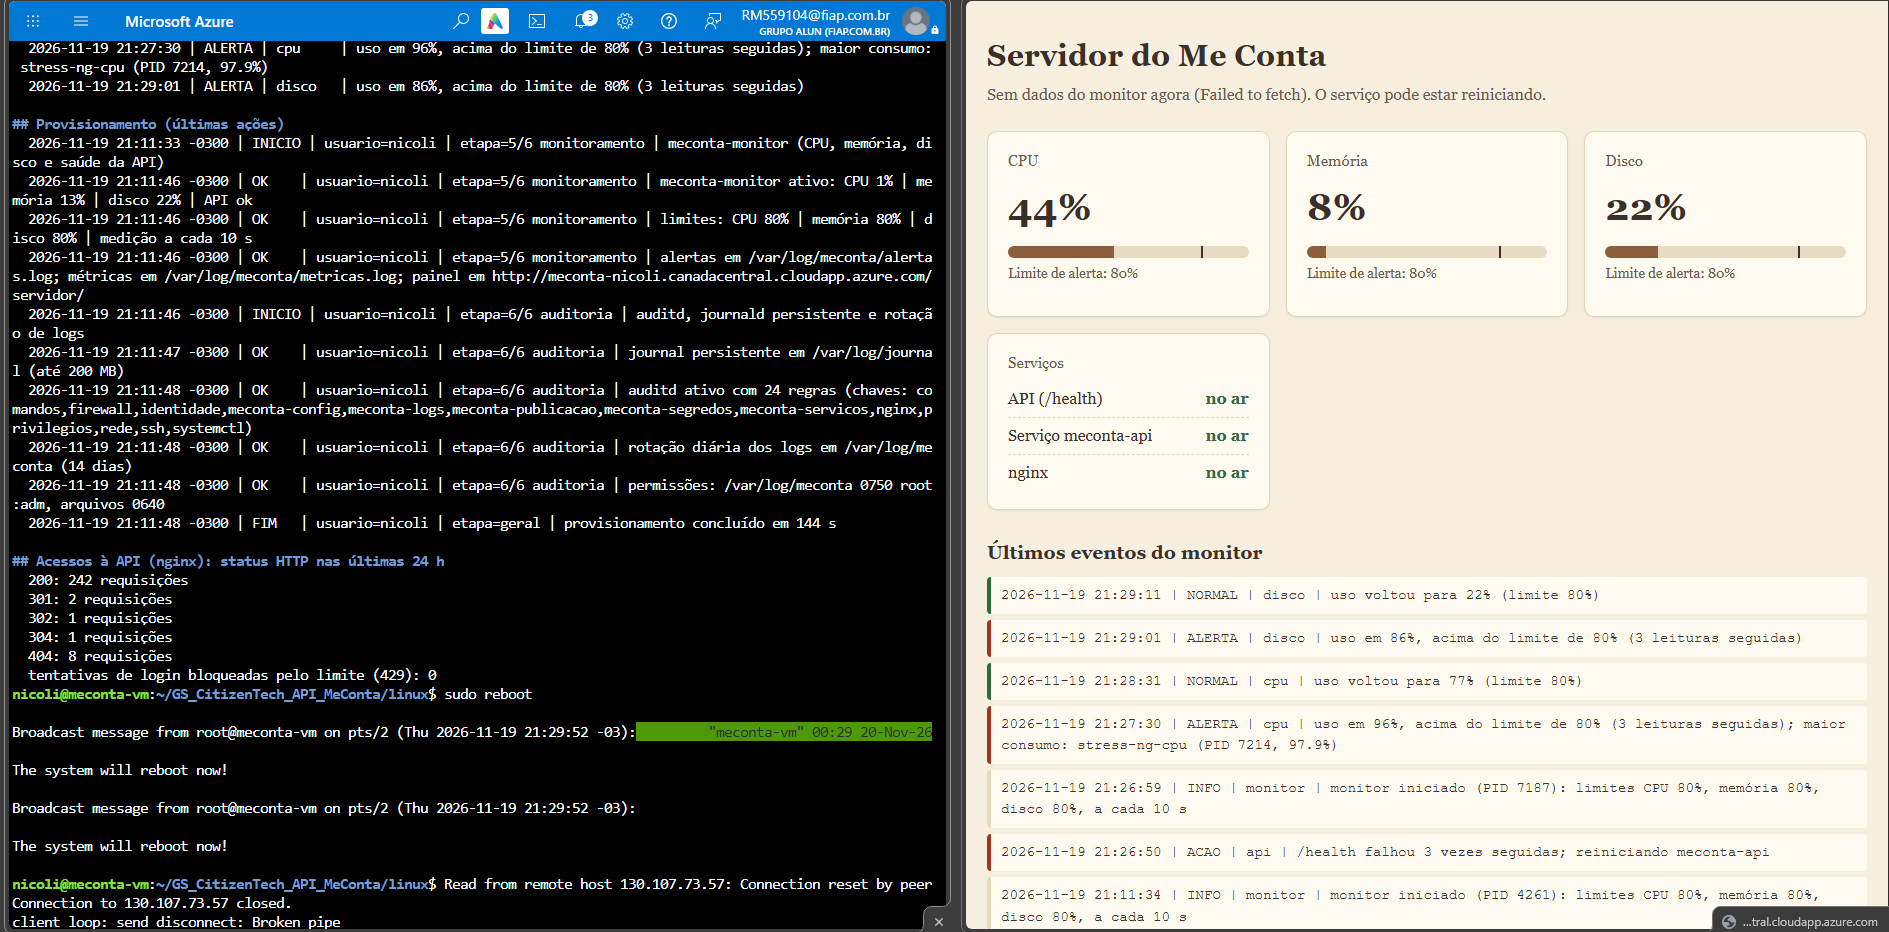 Microsoft Azure
3
RM559104@fiap.com.br
GRUPO ALUN (FIAP.COM.BR)
2026-11-19 21:27:30 | ALERTA | cpu     | uso em 96%, acima do limite de 80% (3 leituras seguidas); maior consumo:
stress-ng-cpu (PID 7214, 97.9%)
2026-11-19 21:29:01 | ALERTA | disco   | uso em 86%, acima do limite de 80% (3 leituras seguidas)
## Provisionamento (últimas ações)
2026-11-19 21:11:33 -0300 | INICIO | usuario=nicoli | etapa=5/6 monitoramento | meconta-monitor (CPU, memória, di
sco e saúde da API)
2026-11-19 21:11:46 -0300 | OK     | usuario=nicoli | etapa=5/6 monitoramento | meconta-monitor ativo: CPU 1% | me
mória 13% | disco 22% | API ok
2026-11-19 21:11:46 -0300 | OK     | usuario=nicoli | etapa=5/6 monitoramento | limites: CPU 80% | memória 80% | d
isco 80% | medição a cada 10 s
2026-11-19 21:11:46 -0300 | OK     | usuario=nicoli | etapa=5/6 monitoramento | alertas em /var/log/meconta/alerta
s.log; métricas em /var/log/meconta/metricas.log; painel em http://meconta-nicoli.canadacentral.cloudapp.azure.com/
servidor/
2026-11-19 21:11:46 -0300 | INICIO | usuario=nicoli | etapa=6/6 auditoria | auditd, journald persistente e rotaçã
o de logs
2026-11-19 21:11:47 -0300 | OK     | usuario=nicoli | etapa=6/6 auditoria | journal persistente em /var/log/journa
l (até 200 MB)
2026-11-19 21:11:48 -0300 | OK     | usuario=nicoli | etapa=6/6 auditoria | auditd ativo com 24 regras (chaves: co
mandos,firewall,identidade,meconta-config,meconta-logs,meconta-publicacao,meconta-segredos,meconta-servicos,nginx,p
rivilegios,rede,ssh,systemctl)
2026-11-19 21:11:48 -0300 | OK     | usuario=nicoli | etapa=6/6 auditoria | rotação diária dos logs em /var/log/me
conta (14 dias)
2026-11-19 21:11:48 -0300 | OK     | usuario=nicoli | etapa=6/6 auditoria | permissões: /var/log/meconta 0750 root
:adm, arquivos 0640
2026-11-19 21:11:48 -0300 | FIM    | usuario=nicoli | etapa=geral | provisionamento concluído em 144 s
## Acessos à API (nginx): status HTTP nas últimas 24 h
200: 242 requisições
301: 2 requisições
302: 1 requisições
304: 1 requisições
404: 8 requisições
tentativas de login bloqueadas pelo limite (429): 0
nicoli@meconta-vm:~/GS_CitizenTech_API_MeConta/linux$ sudo reboot
Broadcast message from root@meconta-vm on pts/2 (Thu 2026-11-19 21:29:52 -03): "meconta-vm" 00:29 20-Nov-26
The system will reboot now!
Broadcast message from root@meconta-vm on pts/2 (Thu 2026-11-19 21:29:52 -03):
The system will reboot now!
nicoli@meconta-vm:~/GS_CitizenTech_API_MeConta/linux$ Read from remote host 130.107.73.57: Connection reset by peer
Connection to 130.107.73.57 closed.
client_loop: send disconnect: Broken pipe
Servidor do Me Conta
Sem dados do monitor agora (Failed to fetch). O serviço pode estar reiniciando.
CPU
44%
Limite de alerta: 80%
Memória
8%
Limite de alerta: 80%
Disco
22%
Limite de alerta: 80%
Serviços
API (/health) no ar
Serviço meconta-api no ar
nginx no ar
Últimos eventos do monitor
2026-11-19 21:29:11 | NORMAL | disco | uso voltou para 22% (limite 80%)
2026-11-19 21:29:01 | ALERTA | disco | uso em 86%, acima do limite de 80% (3 leituras seguidas)
2026-11-19 21:28:31 | NORMAL | cpu | uso voltou para 77% (limite 80%)
2026-11-19 21:27:30 | ALERTA | cpu | uso em 96%, acima do limite de 80% (3 leituras seguidas); maior
consumo: stress-ng-cpu (PID 7214, 97.9%)
2026-11-19 21:26:59 | INFO | monitor | monitor iniciado (PID 7187): limites CPU 80%, memória 80%,
disco 80%, a cada 10 s
2026-11-19 21:26:50 | ACAO | api | /health falhou 3 vezes seguidas; reiniciando meconta-api
2026-11-19 21:11:34 | INFO | monitor | monitor iniciado (PID 4261): limites CPU 80%, memória 80%,
disco 80%, a cada 10 s
...tral.cloudapp.azure.com